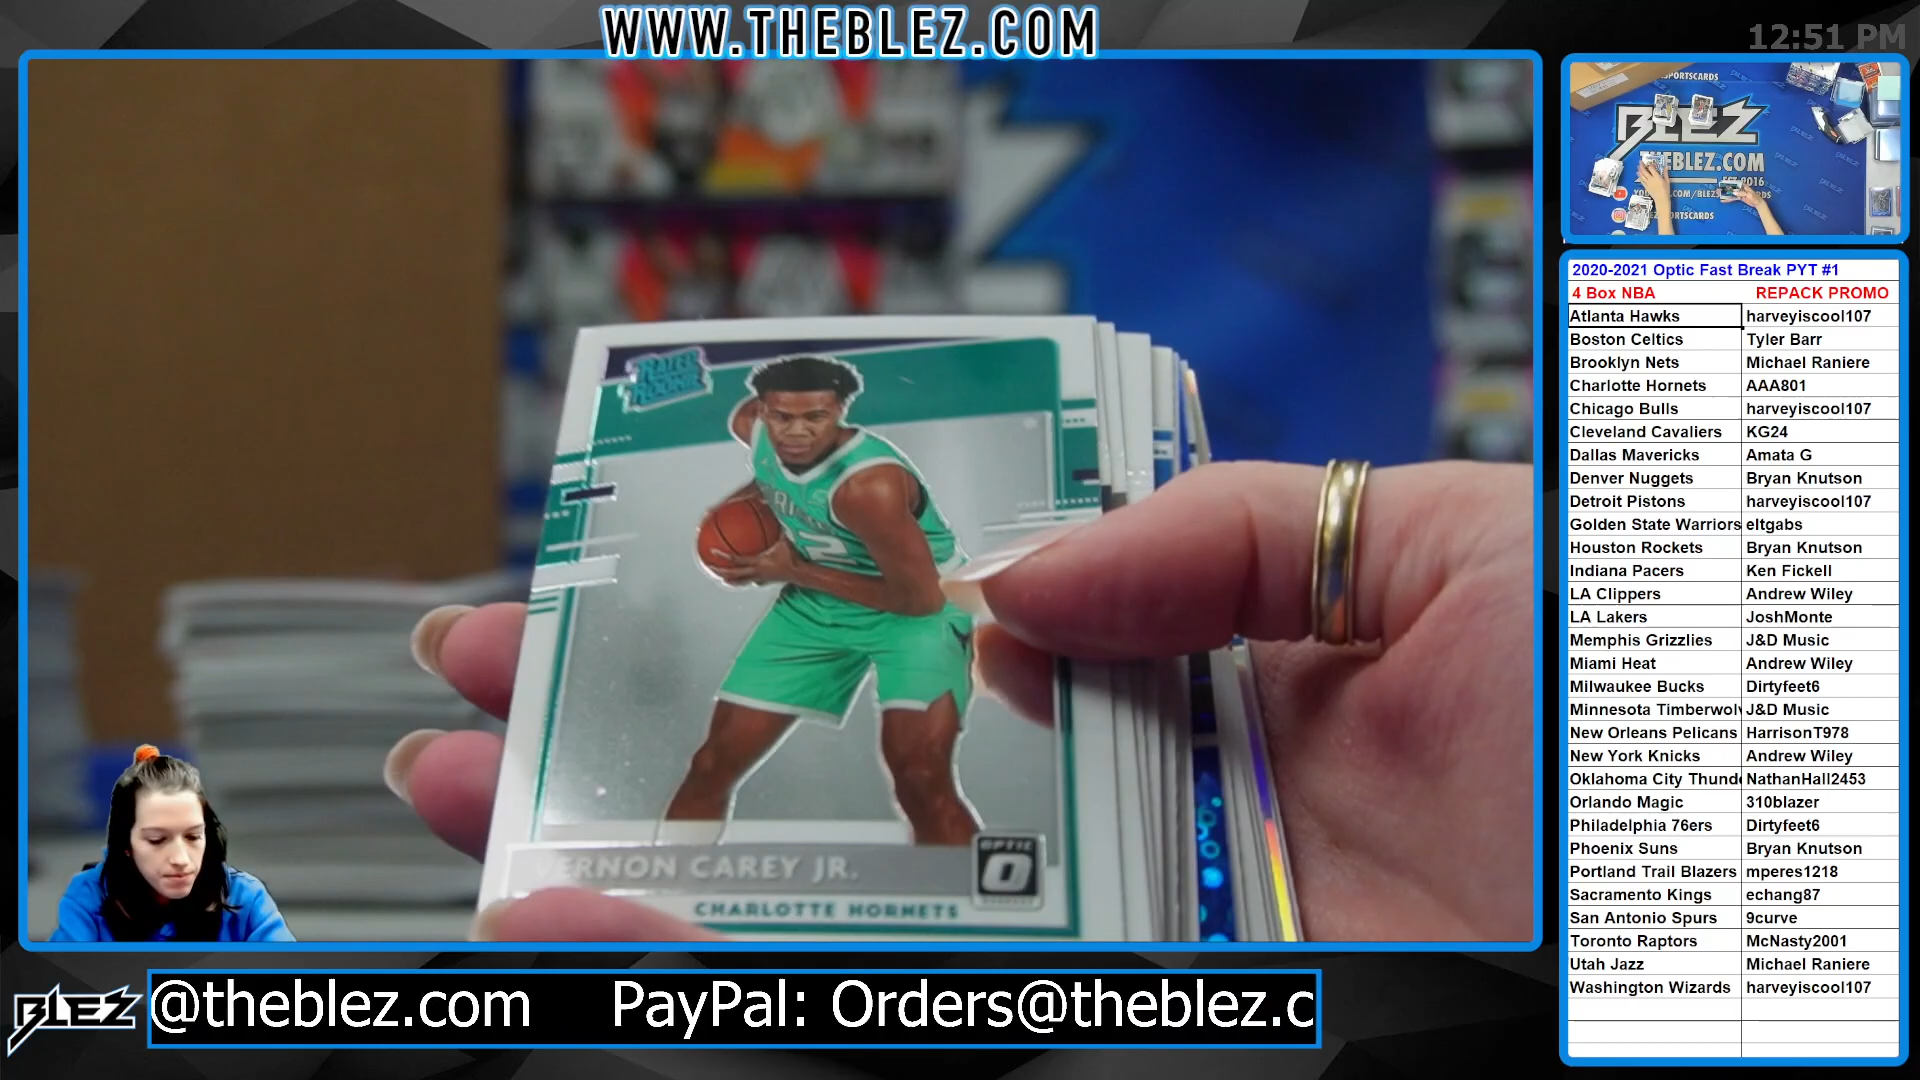 WWW.THEBLEZ.COM
12:51 PM
SPORTSCARDS
BLEZ
THEBLEZ.COM
2020-2021 Optic Fast Break PYT #1
4 Box NBA REPACK PROMO
Atlanta Hawks harveyiscool107
Boston Celtics Tyler Barr
Brooklyn Nets Michael Raniere
Charlotte Hornets AAA801
Chicago Bulls harveyiscool107
Cleveland Cavaliers KG24
Dallas Mavericks Amata G
Denver Nuggets Bryan Knutson
Detroit Pistons harveyiscool107
Golden State Warriors eltgabs
Houston Rockets Bryan Knutson
Indiana Pacers Ken Fickell
LA Clippers Andrew Wiley
LA Lakers JoshMonte
Memphis Grizzlies J&D Music
Miami Heat Andrew Wiley
Milwaukee Bucks Dirtyfeet6
Minnesota Timberwol J&D Music
New Orleans Pelicans HarrisonT978
New York Knicks Andrew Wiley
Oklahoma City Thund NathanHall2453
Orlando Magic 310blazer
Philadelphia 76ers Dirtyfeet6
Phoenix Suns Bryan Knutson
Portland Trail Blazers mperes1218
Sacramento Kings echang87
San Antonio Spurs 9curve
Toronto Raptors McNasty2001
Utah Jazz Michael Raniere
Washington Wizards harveyiscool107
RATED
ROOKIE
VERNON CAREY JR.
CHARLOTTE HORNETS
OPTIC
BLEZ
@theblez.com PayPal: Orders@theblez.c